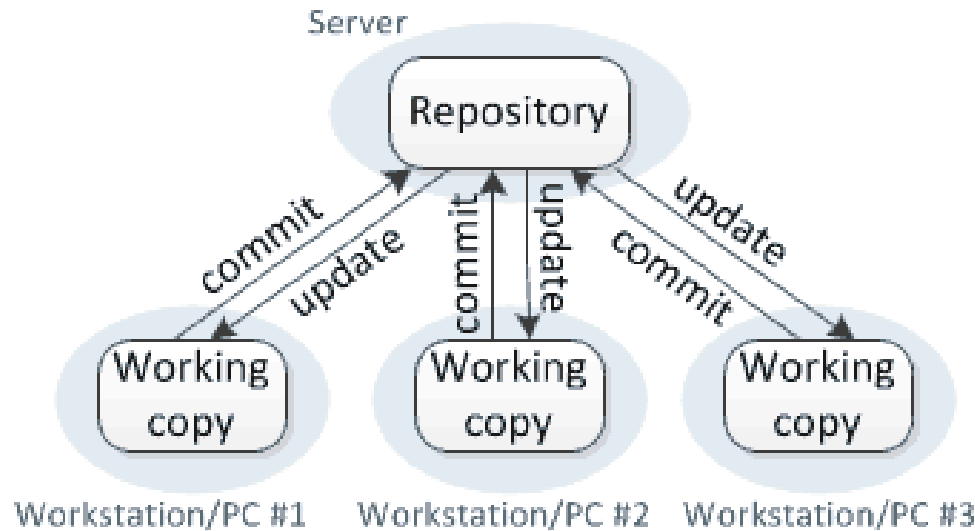 Server
Repository
commit
update
commit
update
update
commit
Working
copy
Working
copy
Working
copy
Workstation/PC #1
Workstation/PC #2
Workstation/PC #3